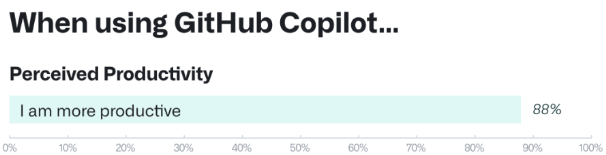 When using GitHub Copilot...
Perceived Productivity
I am more productive 88%
0% 10% 20% 30% 40% 50% 60% 70% 80% 90% 100%